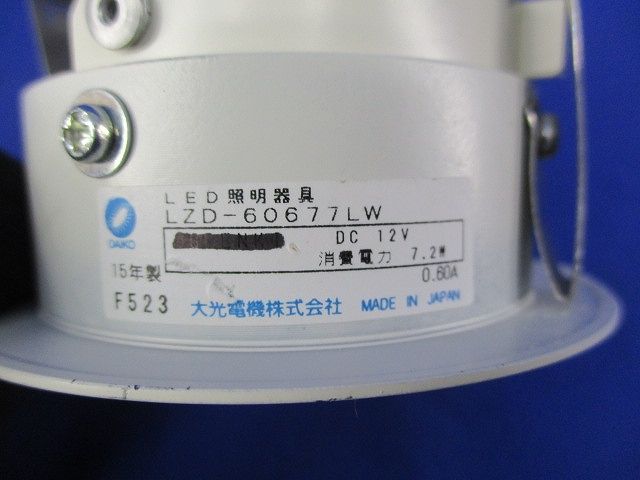 LED照明器具
LZD-60677LW
DC 12V
消費電力 7.2W
0.60A
DAIKO
15年製
F523
大光電機株式会社 MADE IN JAPAN